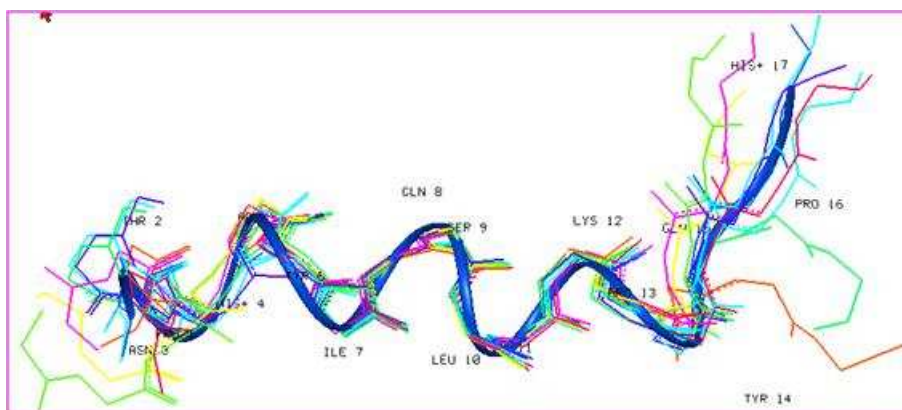 HIS+ 17
THR 2
GLN 8
SER 9
LYS 12
PRO 16
HIS+ 4
13
ASN 3
ILE 7
LEU 10
TYR 14